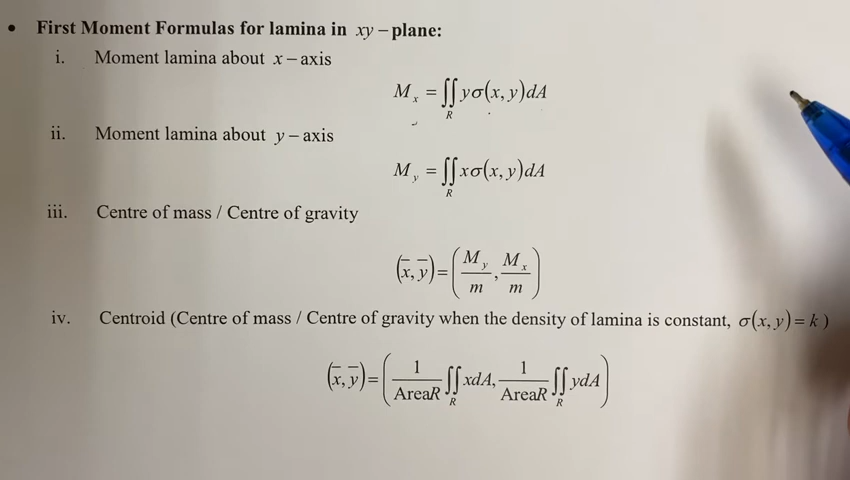 • First Moment Formulas for lamina in xy – plane:
i. Moment lamina about x – axis
M_x = ∬_R yσ(x, y)dA
ii. Moment lamina about y – axis
M_y = ∬_R xσ(x, y)dA
iii. Centre of mass / Centre of gravity
(x̄, ȳ) = (M_y/m, M_x/m)
iv. Centroid (Centre of mass / Centre of gravity when the density of lamina is constant, σ(x, y) = k )
(x̄, ȳ) = (1/AreaR ∬_R xdA, 1/AreaR ∬_R ydA)